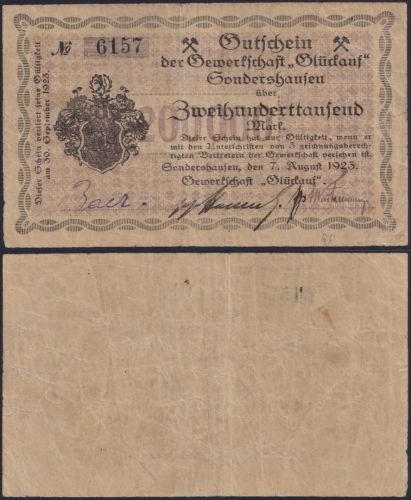 № 6157
Gutschein
der Gewerkschaft „Glückauf"
Sondershausen
über
Zweihunderttausend
Mark.
Dieser Schein hat nur Gültigkeit, wenn er
mit den Unterschriften von 3 zeichnungsberech-
tigten Vertretern der Gewerkschaft versehen ist.
Sondershausen, den 7. August 1923.
Gewerkschaft „Glückauf."
Dieser Schein verliert seine Gültigkeit
am 30. September 1923.